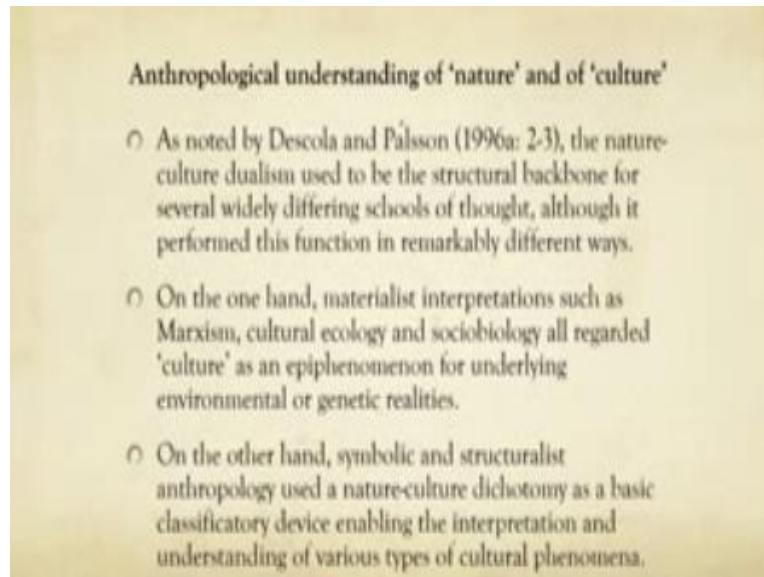 Anthropological understanding of 'nature' and of 'culture'
As noted by Descola and Pálsson (1996a: 2-3), the nature-
culture dualism used to be the structural backbone for
several widely differing schools of thought, although it
performed this function in remarkably different ways.
On the one hand, materialist interpretations such as
Marxism, cultural ecology and sociobiology all regarded
'culture' as an epiphenomenon for underlying
environmental or genetic realities.
On the other hand, symbolic and structuralist
anthropology used a nature-culture dichotomy as a basic
classificatory device enabling the interpretation and
understanding of various types of cultural phenomena.